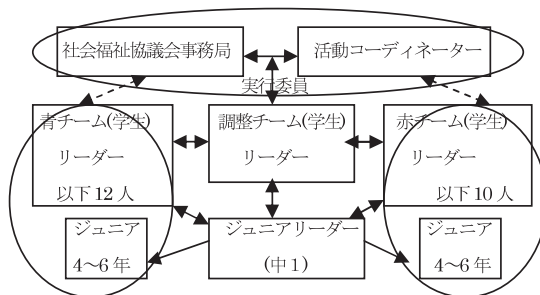 社会福祉協議会事務局
活動コーディネーター
実行委員
青チーム(学生)
リーダー
以下12人
調整チーム(学生)
リーダー
赤チーム(学生)
リーダー
以下10人
ジュニア
4～6年
ジュニアリーダー
(中1)
ジュニア
4～6年